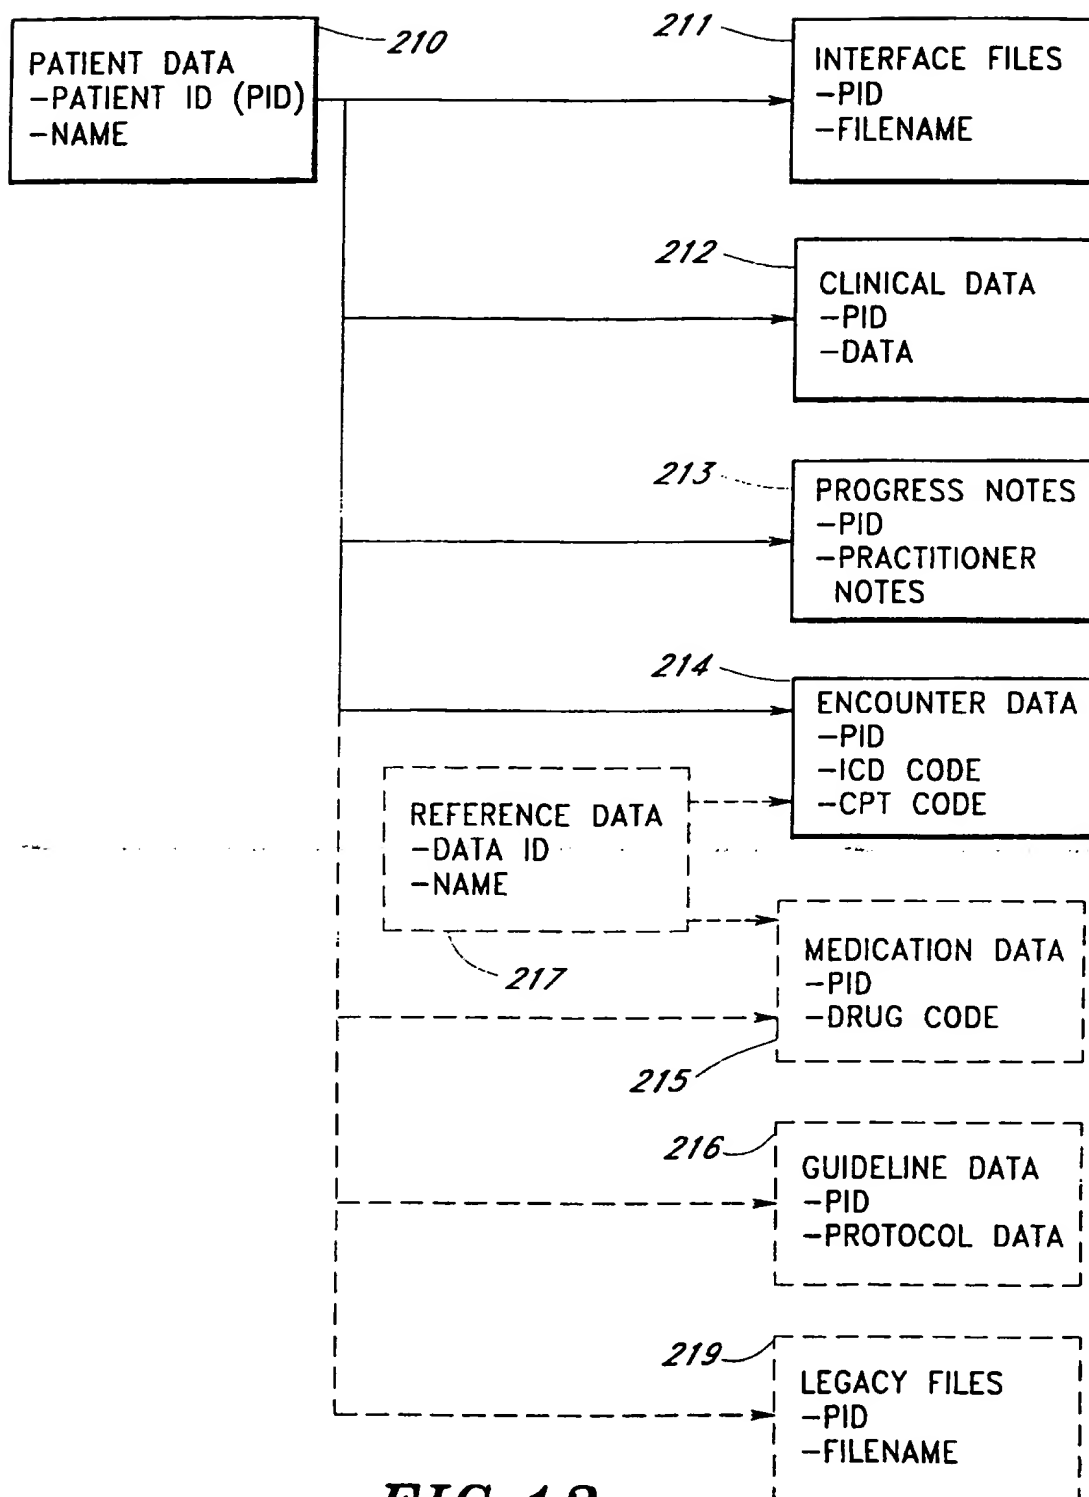 210
PATIENT DATA
-PATIENT ID (PID)
-NAME
211
INTERFACE FILES
-PID
-FILENAME
212
CLINICAL DATA
-PID
-DATA
213
PROGRESS NOTES
-PID
-PRACTITIONER
NOTES
214
ENCOUNTER DATA
-PID
-ICD CODE
-CPT CODE
REFERENCE DATA
-DATA ID
-NAME
217
MEDICATION DATA
-PID
-DRUG CODE
215
216
GUIDELINE DATA
-PID
-PROTOCOL DATA
219
LEGACY FILES
-PID
-FILENAME